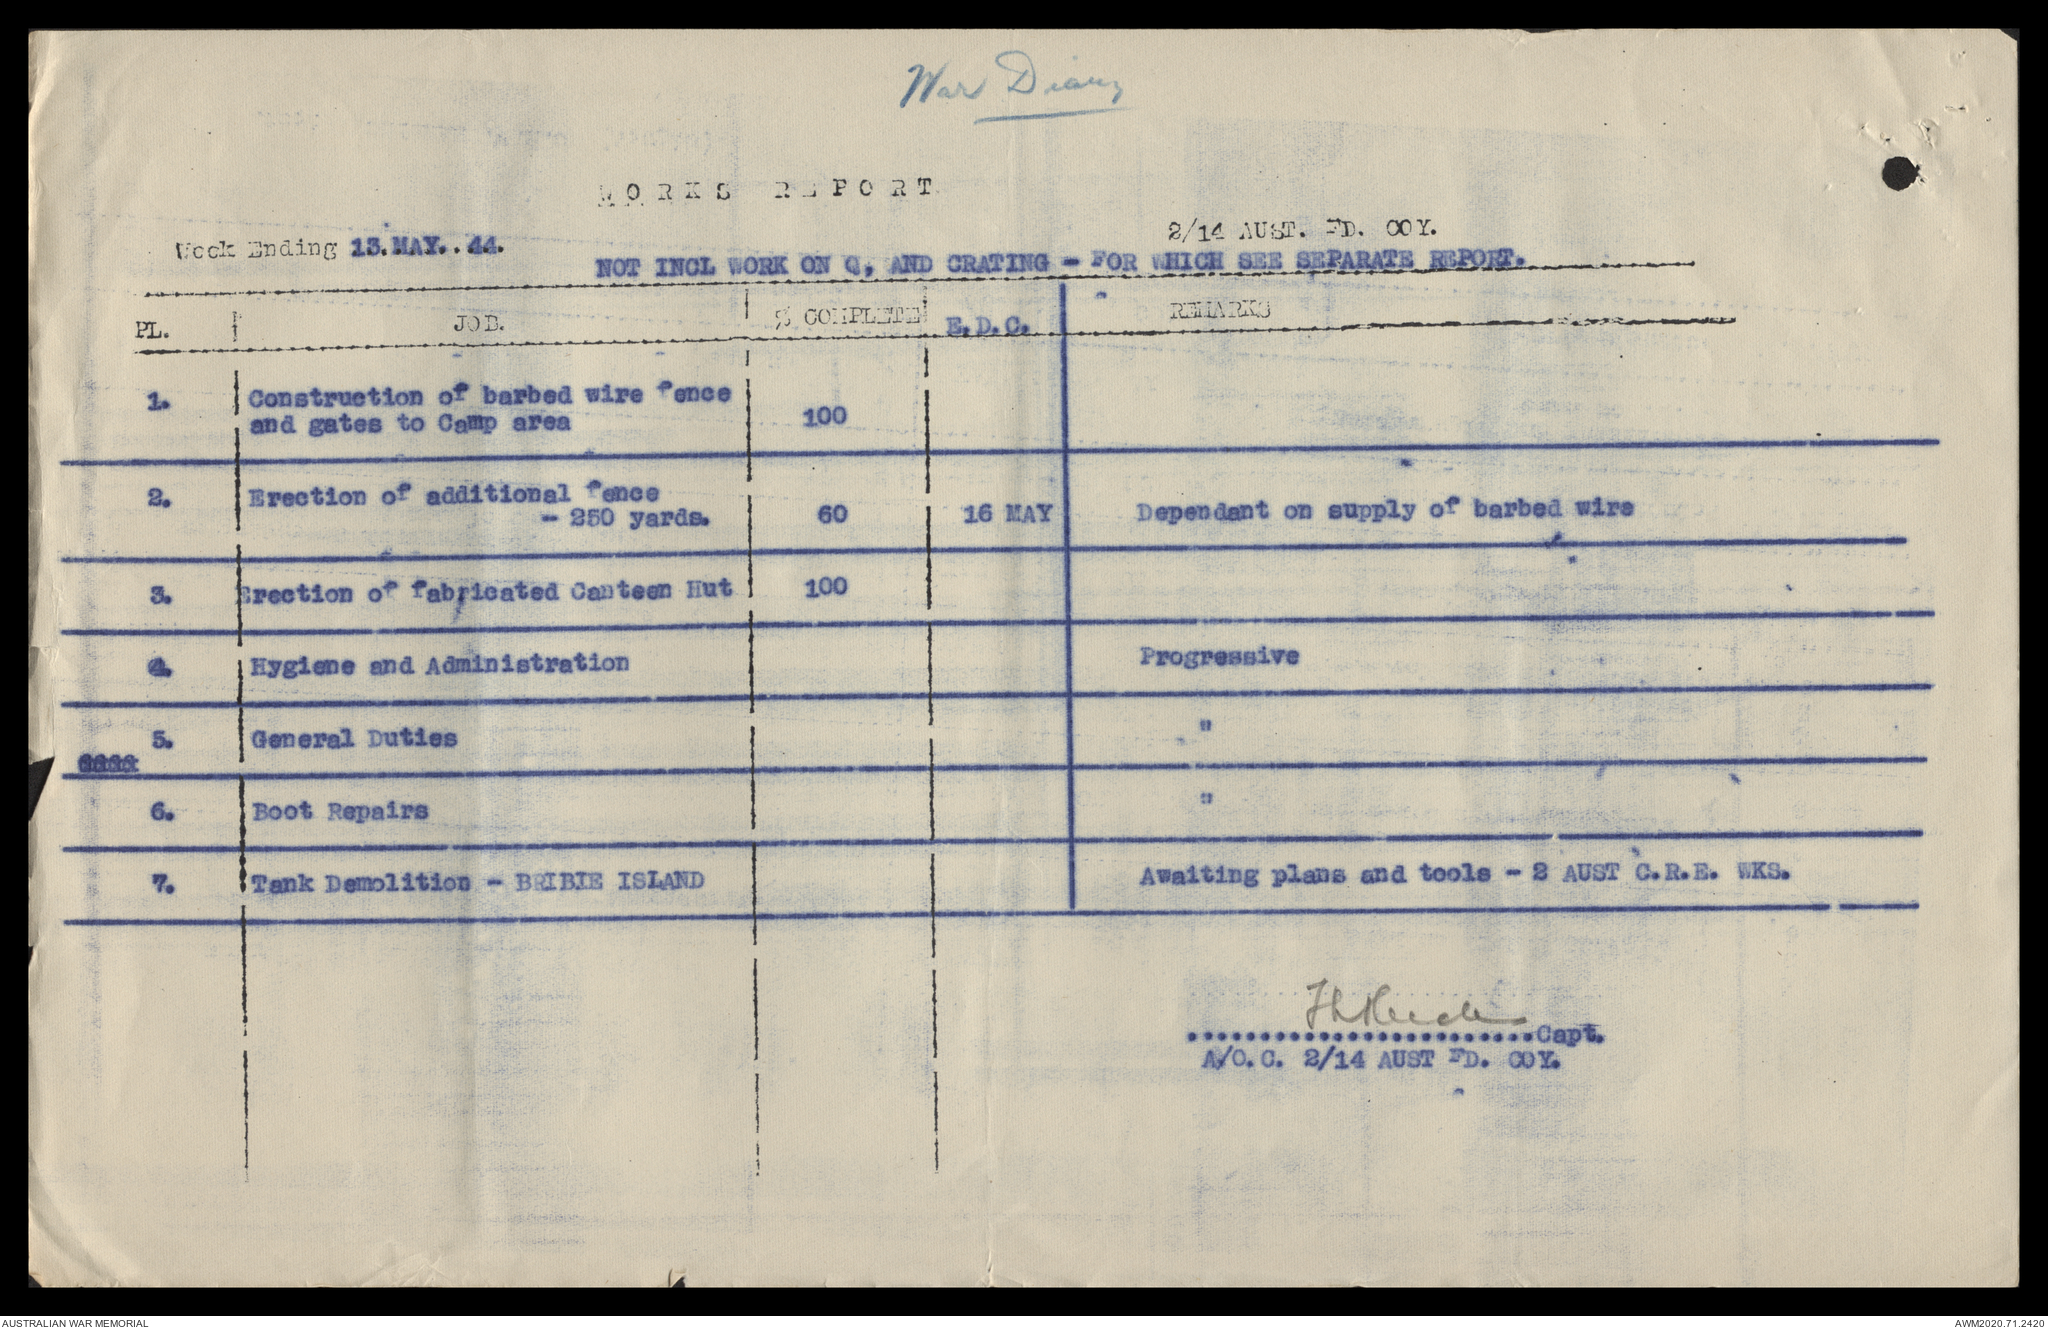 War Diary
WORKS REPORT
2/14 AUST. FD. COY.
Week Ending 13.MAY..44.
NOT INCL WORK ON Q, AND CRATING - FOR WHICH SEE SEPARATE REPORT.
PL. JOB. % COMPLETE E.D.C. REMARKS
1. Construction of barbed wire fence
and gates to Camp area 100
2. Erection of additional fence
- 250 yards. 60 16 MAY Dependant on supply of barbed wire
3. Erection of fabricated Canteen Hut 100
4. Hygiene and Administration Progressive
5. General Duties "
6. Boot Repairs "
7. Tank Demolition - BRIBIE ISLAND Awaiting plans and tools - 2 AUST C.R.E. WKS.
........................Capt.
A/O.C. 2/14 AUST FD. COY.
AUSTRALIAN WAR MEMORIAL
AWM2020.71.2420